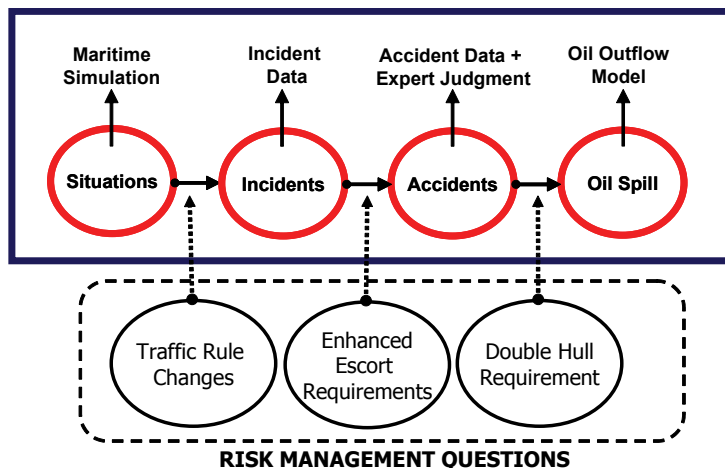 Maritime
Simulation
Incident
Data
Accident Data +
Expert Judgment
Oil Outflow
Model
Situations
Incidents
Accidents
Oil Spill
Traffic Rule
Changes
Enhanced
Escort
Requirements
Double Hull
Requirement
RISK MANAGEMENT QUESTIONS